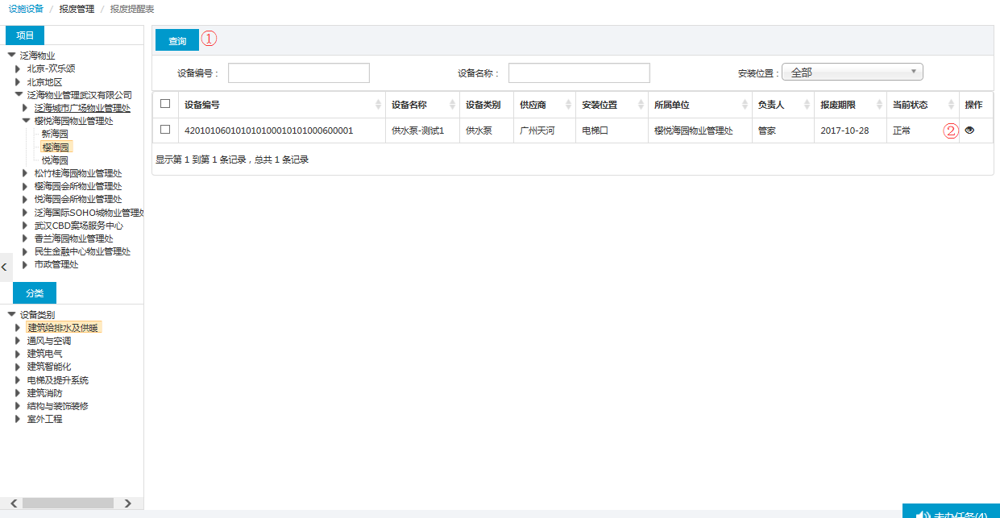 设施设备 / 报废管理 / 报废提醒表
项目
泛海物业
北京-欢乐颂
北京地区
泛海物业管理武汉有限公司
泛海城市广场物业管理处
樱悦海园物业管理处
新海园
樱海园
悦海园
松竹桂海园物业管理处
樱海园会所物业管理处
悦海园会所物业管理处
泛海国际SOHO城物业管理处
武汉CBD案场服务中心
香兰海园物业管理处
民生金融中心物业管理处
市政管理处
分类
设备类别
建筑给排水及供暖
通风与空调
建筑电气
建筑智能化
电梯及提升系统
建筑消防
结构与装饰装修
室外工程
查询 ①
设备编号： 设备名称： 安装位置： 全部
设备编号 设备名称 设备类别 供应商 安装位置 所属单位 负责人 报废期限 当前状态 操作
4201010601010101000101010006​00001 供水泵-测试1 供水泵 广州天河 电梯口 樱悦海园物业管理处 管家 2017-10-28 正常 ②
显示第 1 到第 1 条记录，总共 1 条记录
未办任务(4)